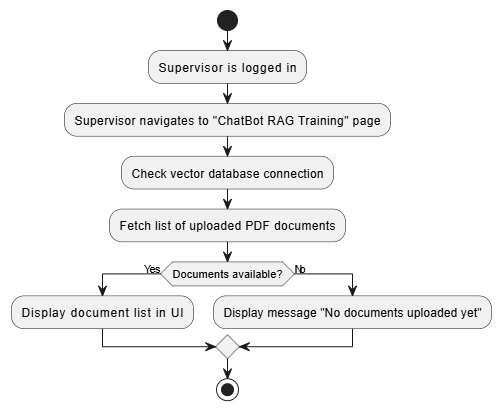 Supervisor is logged in
Supervisor navigates to "ChatBot RAG Training" page
Check vector database connection
Fetch list of uploaded PDF documents
Yes
Documents available?
No
Display document list in UI
Display message "No documents uploaded yet"